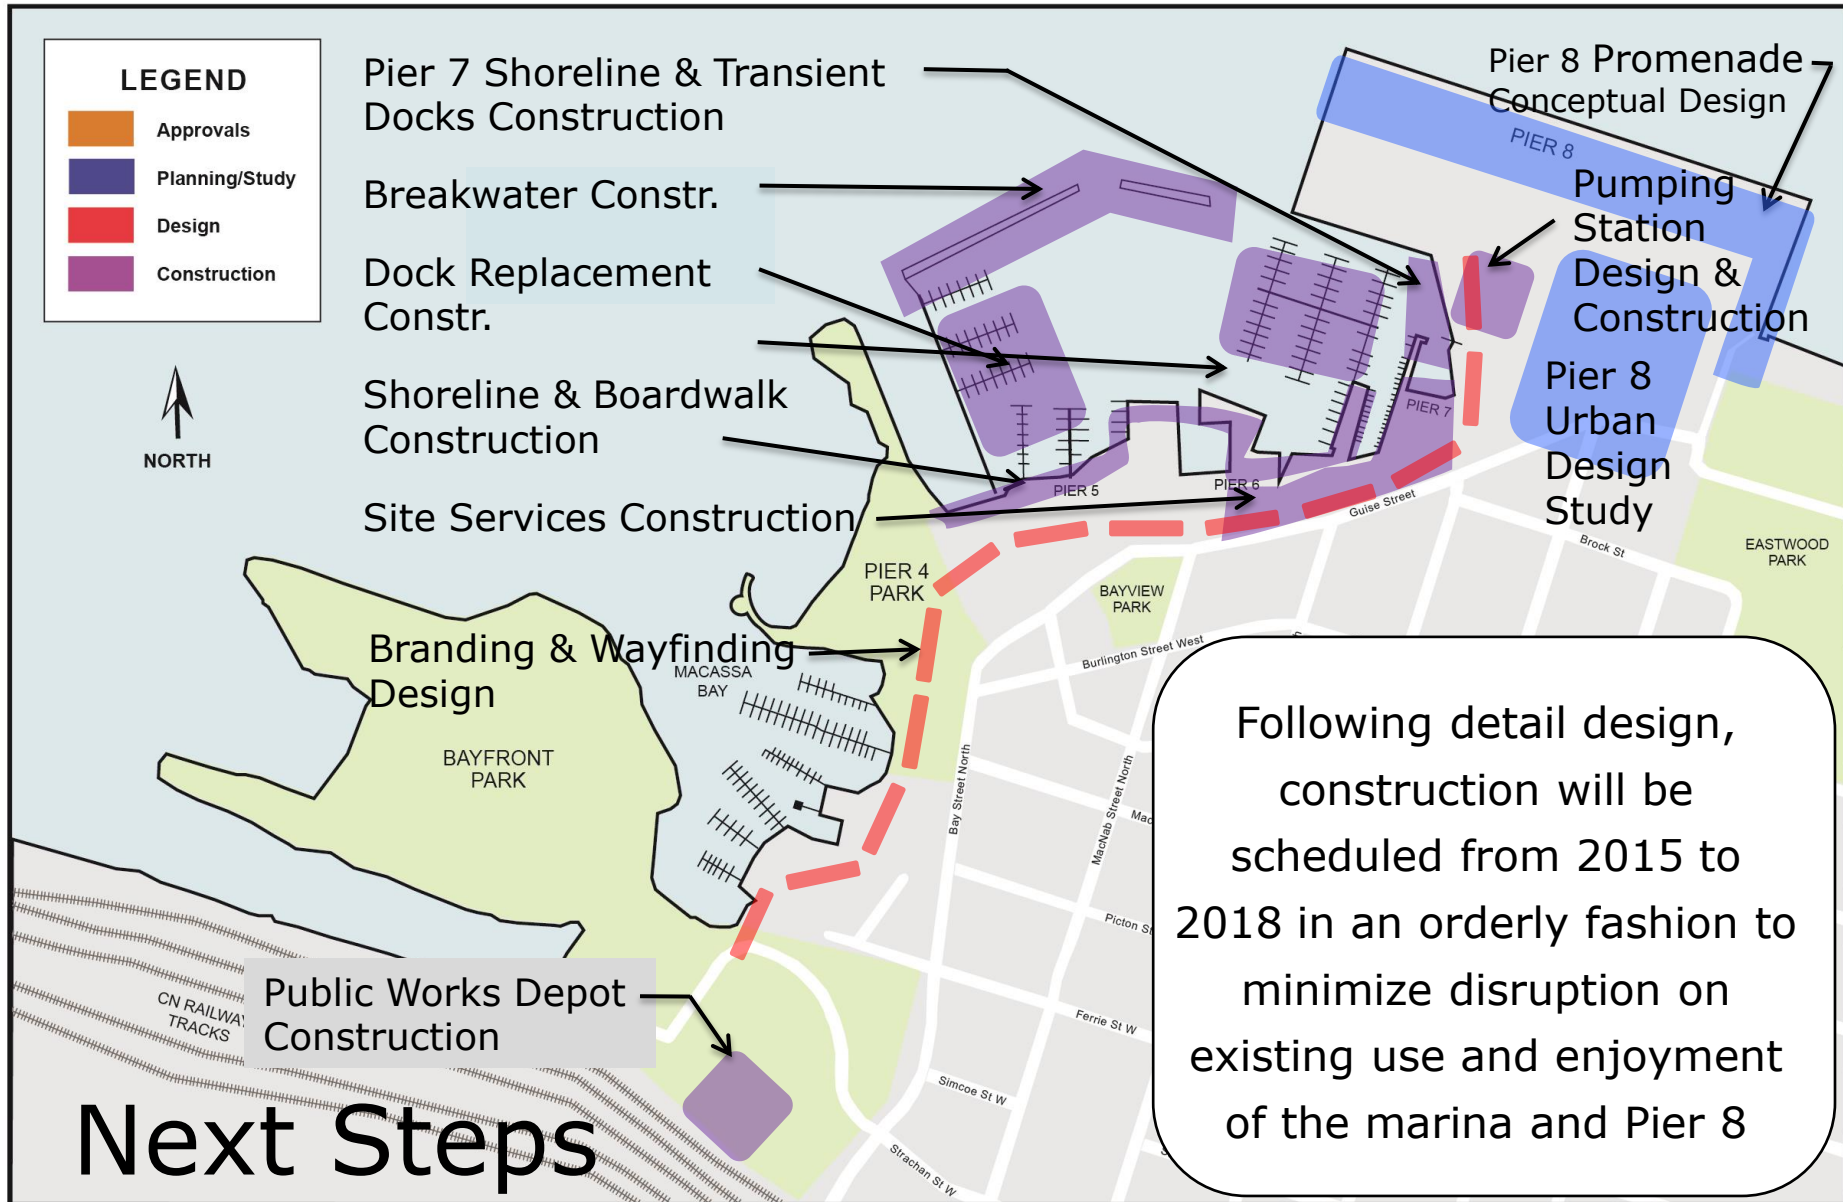 LEGEND
Approvals
Planning/Study
Design
Construction
NORTH
Pier 7 Shoreline & Transient
Docks Construction
Breakwater Constr.
Dock Replacement
Constr.
Shoreline & Boardwalk
Construction
Site Services Construction
Branding & Wayfinding
Design
Public Works Depot
Construction
Pier 8 Promenade
Conceptual Design
PIER 8
Pumping
Station
Design &
Construction
Pier 8
Urban
Design
Study
PIER 7
PIER 6
PIER 5
PIER 4
PARK
BAYVIEW
PARK
EASTWOOD
PARK
MACASSA
BAY
BAYFRONT
PARK
CN RAILWAY
TRACKS
Guise Street
Brock St
Burlington Street West
Bay Street North
MacNab Street North
Mac
Picton St
Ferrie St W
Simcoe St W
Strachan St W
Following detail design,
construction will be
scheduled from 2015 to
2018 in an orderly fashion to
minimize disruption on
existing use and enjoyment
of the marina and Pier 8
Next Steps